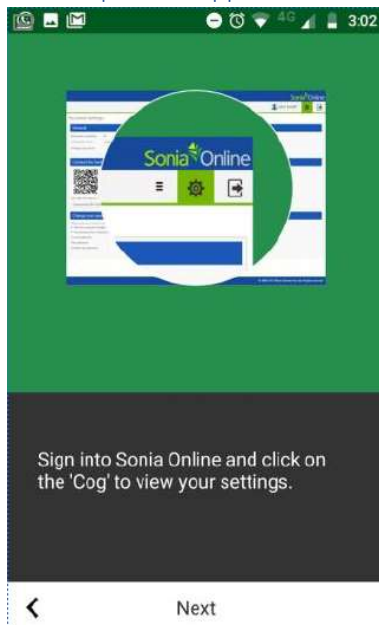 4G 3:02
Sonia Online
Sonia Online
Sign into Sonia Online and click on
the 'Cog' to view your settings.
Next